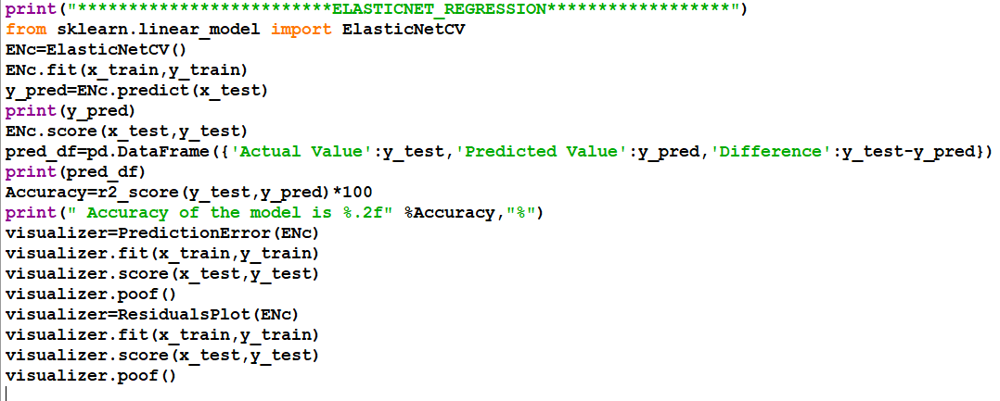 print("*************************ELASTICNET_REGRESSION******************")
from sklearn.linear_model import ElasticNetCV
ENc=ElasticNetCV()
ENc.fit(x_train,y_train)
y_pred=ENc.predict(x_test)
print(y_pred)
ENc.score(x_test,y_test)
pred_df=pd.DataFrame({'Actual Value':y_test,'Predicted Value':y_pred,'Difference':y_test-y_pred})
print(pred_df)
Accuracy=r2_score(y_test,y_pred)*100
print(" Accuracy of the model is %.2f" %Accuracy,"%")
visualizer=PredictionError(ENc)
visualizer.fit(x_train,y_train)
visualizer.score(x_test,y_test)
visualizer.poof()
visualizer=ResidualsPlot(ENc)
visualizer.fit(x_train,y_train)
visualizer.score(x_test,y_test)
visualizer.poof()